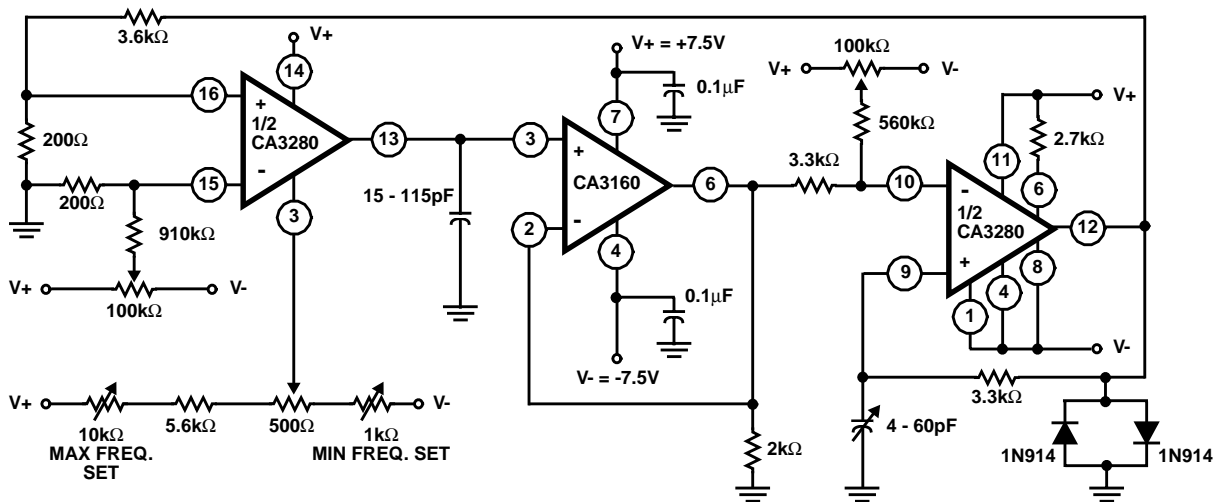 3.6kΩ
V+
14
16
+
1/2
CA3280
-
13
200Ω
200Ω
15
3
910kΩ
V+
V-
100kΩ
15 - 115pF
V+
10kΩ
MAX FREQ.
SET
5.6kΩ
500Ω
1kΩ
MIN FREQ. SET
V-
V+ = +7.5V
0.1μF
7
3
+
CA3160
-
2
6
4
0.1μF
V- = -7.5V
2kΩ
100kΩ
V+
V-
560kΩ
3.3kΩ
10
-
1/2
CA3280
+
9
11
V+
2.7kΩ
6
12
8
4
1
V-
3.3kΩ
4 - 60pF
1N914
1N914